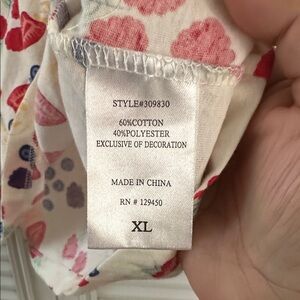 STYLE#309830
60%COTTON
40%POLYESTER
EXCLUSIVE OF DECORATION
MADE IN CHINA
RN # 129450
XL